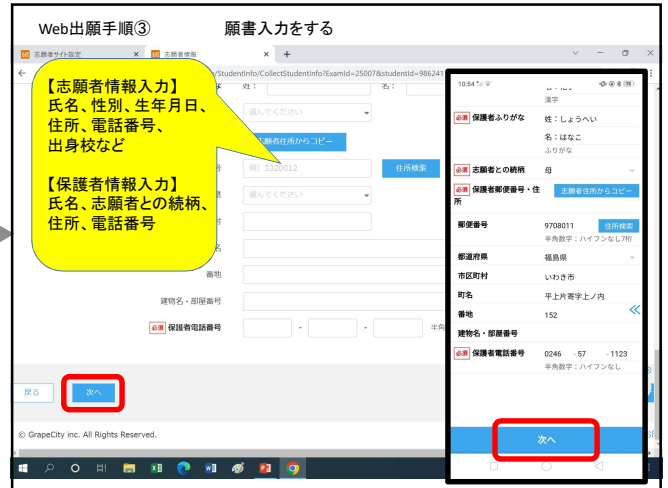 Web出願手順③ 願書入力をする
志願者サイト設定 × 志願者情報 × +
/StudentInfo/CollectStudentInfo?ExamId=25007&studentId=986241
【志願者情報入力】
氏名、性別、生年月日、
住所、電話番号、
出身校など
【保護者情報入力】
氏名、志願者との続柄、
住所、電話番号
姓： 名：
選んでください
志願者住所からコピー
号 例）3320012 住所検索
選んでください
村
名
番地
建物名・部屋番号
必須 保護者電話番号 - - 半角
戻る 次へ
© GrapeCity inc. All Rights Reserved.
10:54
漢字
必須 保護者ふりがな 姓：しょうへい
名：はなこ
ふりがな
必須 志願者との続柄 母
必須 保護者郵便番号・住所 志願者住所からコピー
郵便番号 9708011 住所検索
半角数字：ハイフンなし7桁
都道府県 福島県
市区町村 いわき市
町名 平上片寄字上ノ内
番地 152
建物名・部屋番号
必須 保護者電話番号 0246 - 57 - 1123
半角数字：ハイフンなし
次へ